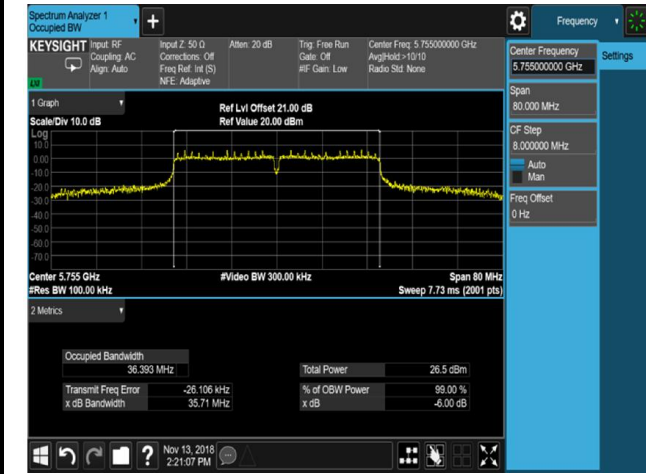 Spectrum Analyzer 1
Occupied BW
+
Frequency
KEYSIGHT Input: RF
Coupling: AC
Align: Auto
Input Z: 50 Ω
Corrections: Off
Freq Ref: Int (S)
NFE: Adaptive
Atten: 20 dB
Trig: Free Run
Gate: Off
#IF Gain: Low
Center Freq: 5.755000000 GHz
Avg|Hold:>10/10
Radio Std: None
LXI
Center Frequency
5.755000000 GHz
Settings
Span
80.000 MHz
CF Step
8.000000 MHz
Auto
Man
Freq Offset
0 Hz
1 Graph
Scale/Div 10.0 dB
Ref Lvl Offset 21.00 dB
Ref Value 20.00 dBm
Log
10.0
0.00
-10.0
-20.0
-30.0
-40.0
-50.0
-60.0
-70.0
Center 5.755 GHz
#Video BW 300.00 kHz
Span 80 MHz
#Res BW 100.00 kHz
Sweep 7.73 ms (2001 pts)
2 Metrics
Occupied Bandwidth
36.393 MHz
Total Power 26.5 dBm
Transmit Freq Error -26.106 kHz
% of OBW Power 99.00 %
x dB Bandwidth 35.71 MHz
x dB -6.00 dB
?
Nov 13, 2018
2:21:07 PM